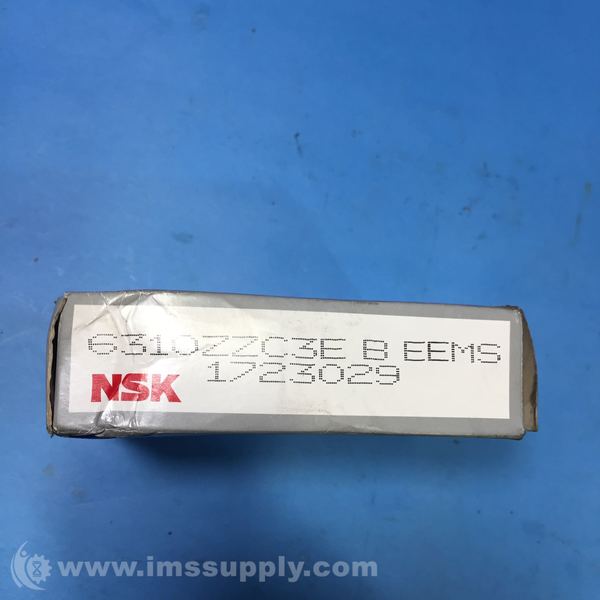 6310ZZC3E B EEMS
1723029
NSK
www.imssupply.com